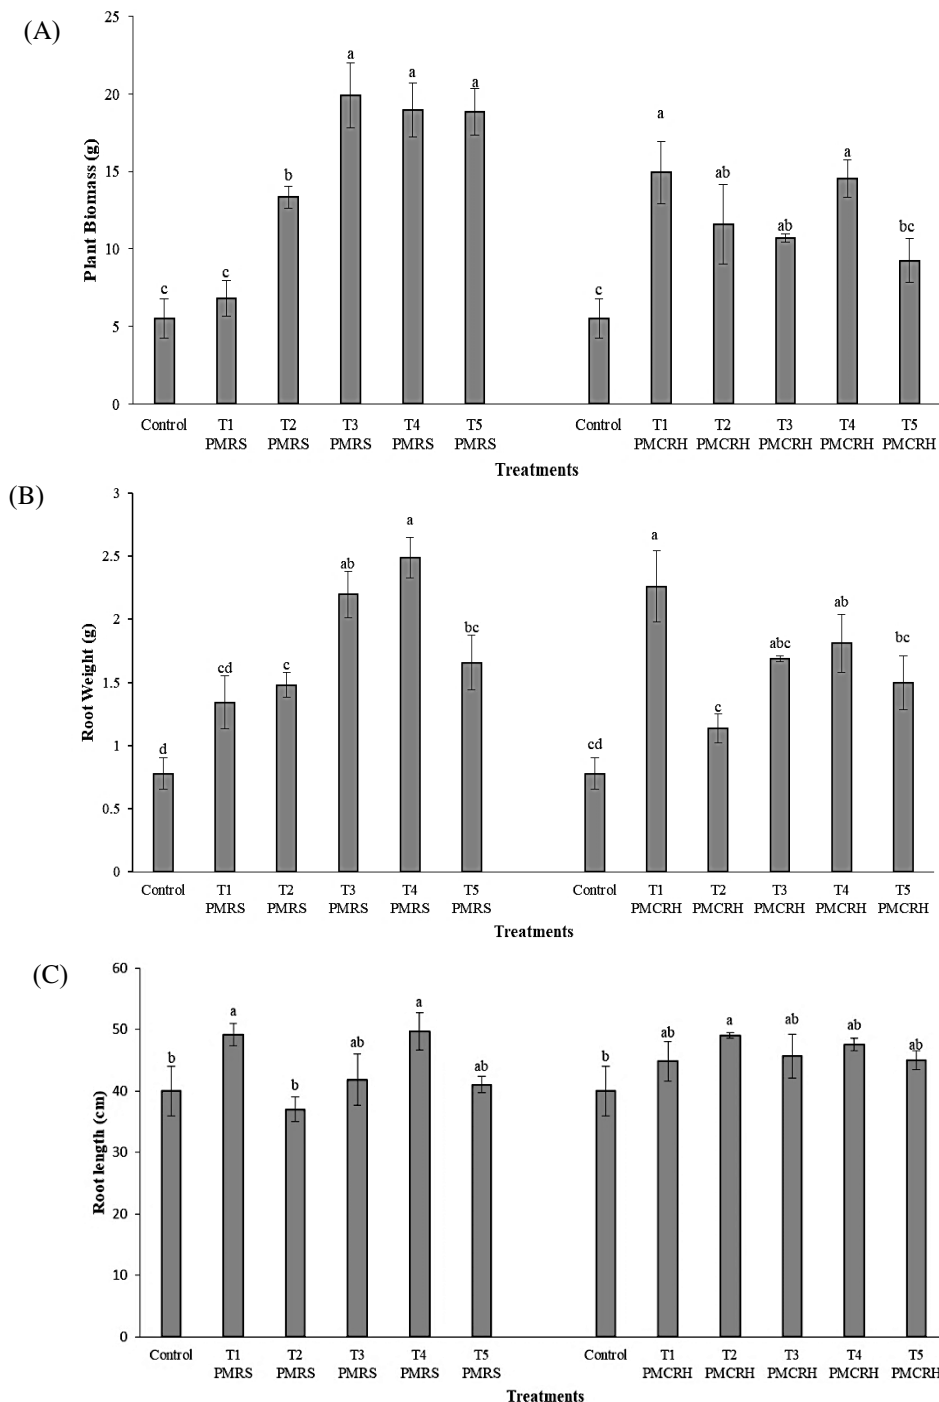 (A)
Plant Biomass (g)
25
20
15
10
5
0
c
c
b
a
a
a
c
a
ab
ab
a
bc
Control T1 T2 T3 T4 T5 Control T1 T2 T3 T4 T5
PMRS PMRS PMRS PMRS PMRS PMCRH PMCRH PMCRH PMCRH PMCRH
Treatments
(B)
Root Weight (g)
3
2.5
2
1.5
1
0.5
0
d
cd
c
ab
a
bc
cd
a
c
abc
ab
bc
Control T1 T2 T3 T4 T5 Control T1 T2 T3 T4 T5
PMRS PMRS PMRS PMRS PMRS PMCRH PMCRH PMCRH PMCRH PMCRH
Treatments
(C)
Root length (cm)
60
50
40
30
20
10
0
b
a
b
ab
a
ab
b
ab
a
ab
ab
ab
Control T1 T2 T3 T4 T5 Control T1 T2 T3 T4 T5
PMRS PMRS PMRS PMRS PMRS PMCRH PMCRH PMCRH PMCRH PMCRH
Treatments